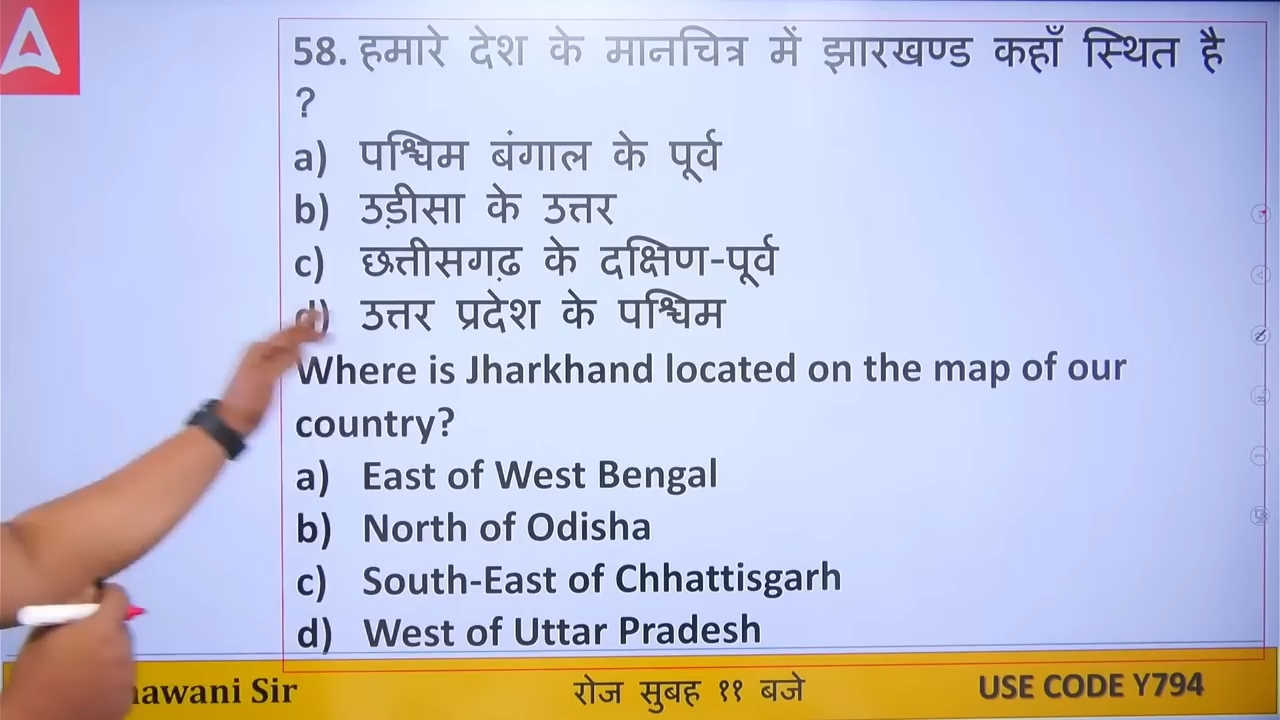 58. हमारे देश के मानचित्र में झारखण्ड कहाँ स्थित है
?
a) पश्चिम बंगाल के पूर्व
b) उड़ीसा के उत्तर
c) छत्तीसगढ़ के दक्षिण-पूर्व
d) उत्तर प्रदेश के पश्चिम
Where is Jharkhand located on the map of our
country?
a) East of West Bengal
b) North of Odisha
c) South-East of Chhattisgarh
d) West of Uttar Pradesh
Sir रोज सुबह ११ बजे USE CODE Y794